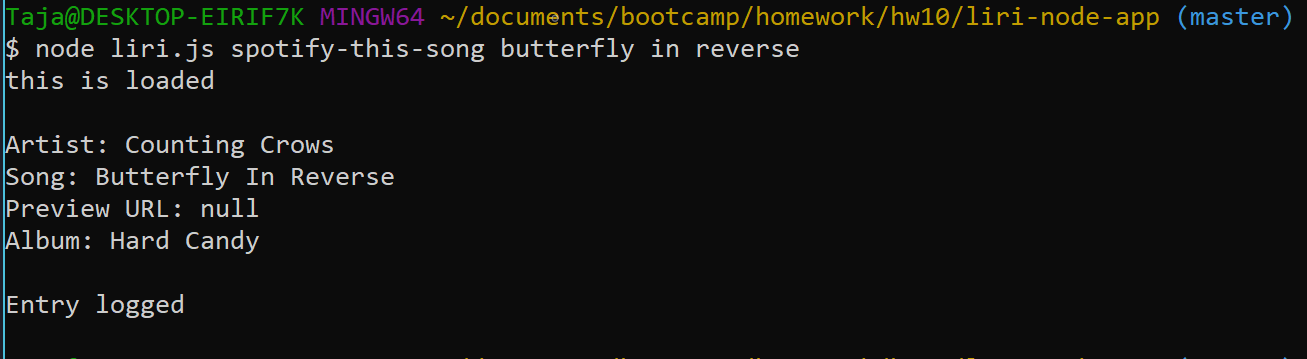 Taja@DESKTOP-EIRIF7K MINGW64 ~/documents/bootcamp/homework/hw10/liri-node-app (master)
$ node liri.js spotify-this-song butterfly in reverse
this is loaded
Artist: Counting Crows
Song: Butterfly In Reverse
Preview URL: null
Album: Hard Candy
Entry logged